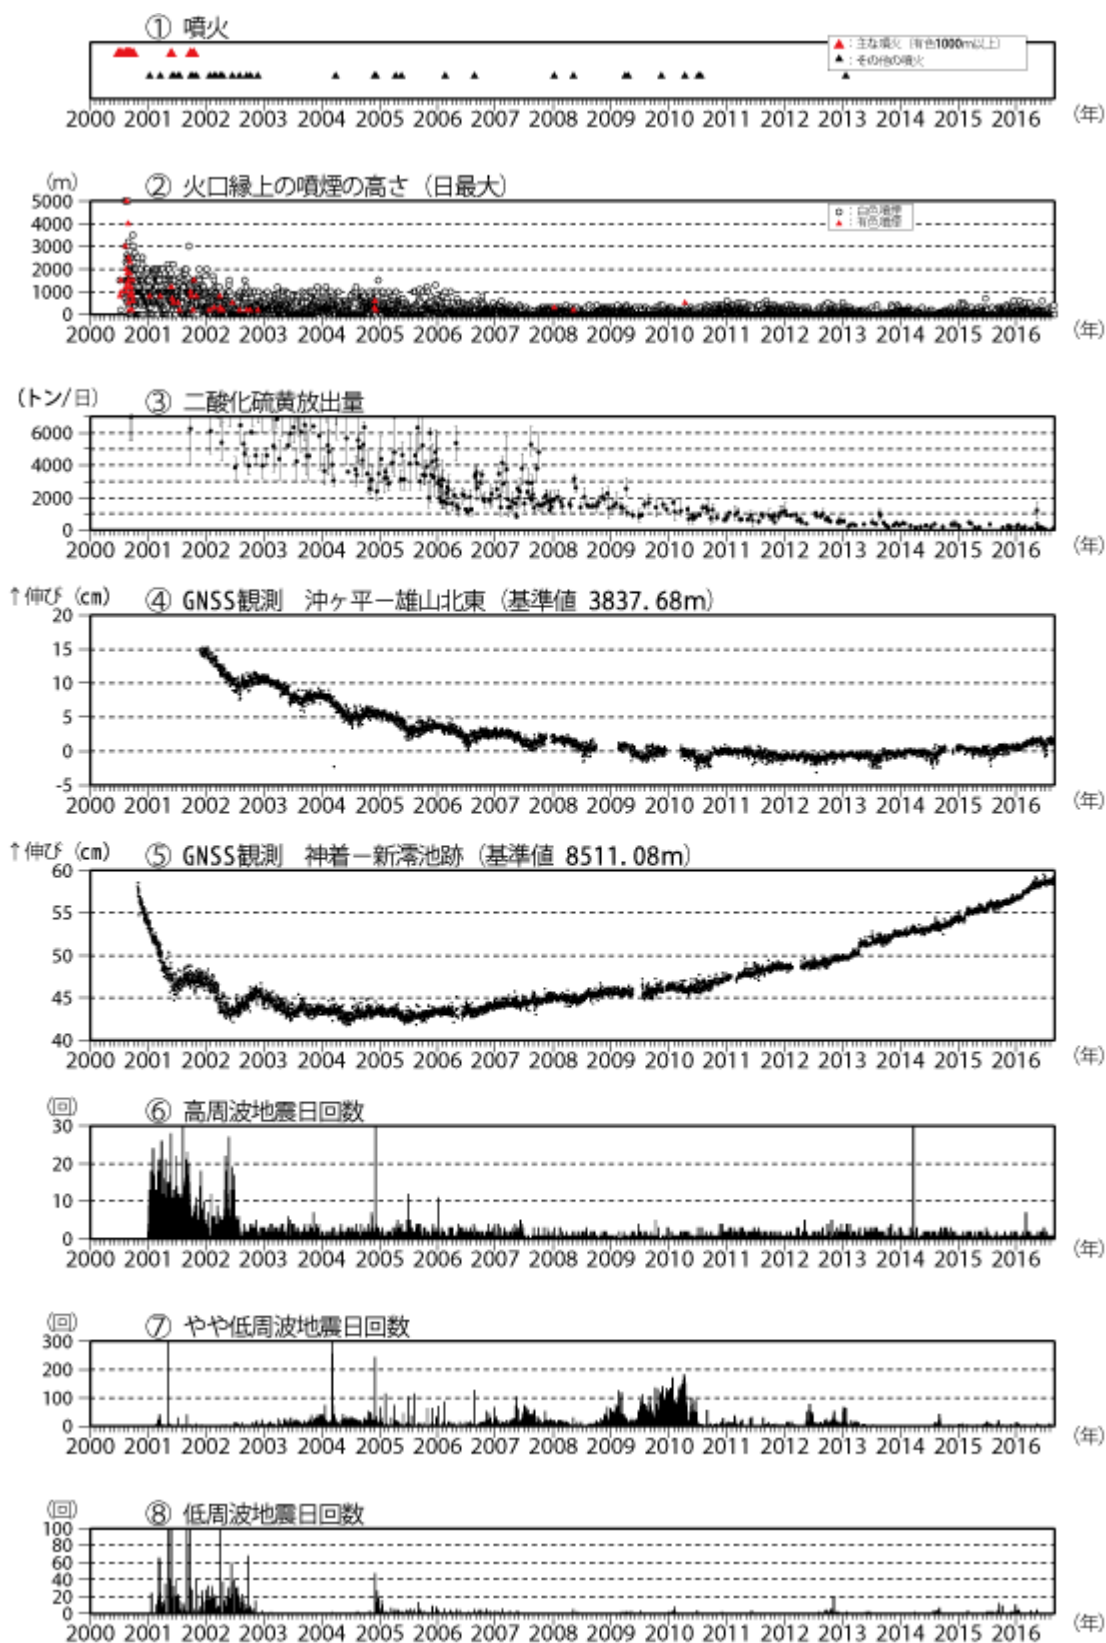 ① 噴火
▲：主な噴火（有色1000m以上）
▲：その他の噴火
2000 2001 2002 2003 2004 2005 2006 2007 2008 2009 2010 2011 2012 2013 2014 2015 2016 (年)
(m) ② 火口縁上の噴煙の高さ（日最大）
○：白色噴煙
▲：有色噴煙
5000
4000
3000
2000
1000
0
2000 2001 2002 2003 2004 2005 2006 2007 2008 2009 2010 2011 2012 2013 2014 2015 2016 (年)
(トン/日) ③ 二酸化硫黄放出量
6000
4000
2000
0
2000 2001 2002 2003 2004 2005 2006 2007 2008 2009 2010 2011 2012 2013 2014 2015 2016 (年)
↑伸び (cm) ④ GNSS観測 沖ヶ平－雄山北東（基準値 3837.68m）
20
15
10
5
0
-5
2000 2001 2002 2003 2004 2005 2006 2007 2008 2009 2010 2011 2012 2013 2014 2015 2016 (年)
↑伸び (cm) ⑤ GNSS観測 神着－新澪池跡（基準値 8511.08m）
60
55
50
45
40
2000 2001 2002 2003 2004 2005 2006 2007 2008 2009 2010 2011 2012 2013 2014 2015 2016 (年)
(回) ⑥ 高周波地震日回数
30
20
10
0
2000 2001 2002 2003 2004 2005 2006 2007 2008 2009 2010 2011 2012 2013 2014 2015 2016 (年)
(回) ⑦ やや低周波地震日回数
300
200
100
0
2000 2001 2002 2003 2004 2005 2006 2007 2008 2009 2010 2011 2012 2013 2014 2015 2016 (年)
(回) ⑧ 低周波地震日回数
100
80
60
40
20
0
2000 2001 2002 2003 2004 2005 2006 2007 2008 2009 2010 2011 2012 2013 2014 2015 2016 (年)